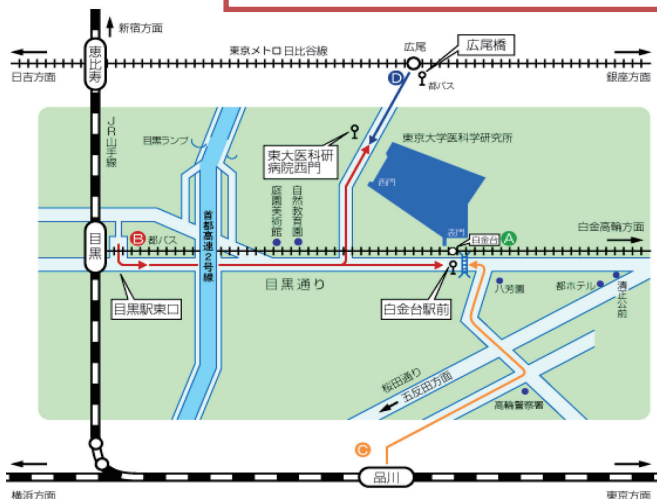 新宿方面
恵比寿
東京メトロ日比谷線
広尾
広尾橋
日吉方面
銀座方面
D
都バス
JR山手線
目黒ランプ
東大医科研
病院西門
東京大学医科学研究所
西門
正門
首都高速2号線
庭園美術館
自然教育園
白金台
A
白金高輪方面
目黒
B
都バス
目黒通り
目黒駅東口
白金台駅前
八芳園
都ホテル
清正公前
桜田通り
五反田方面
高輪警察署
C
品川
横浜方面
東京方面